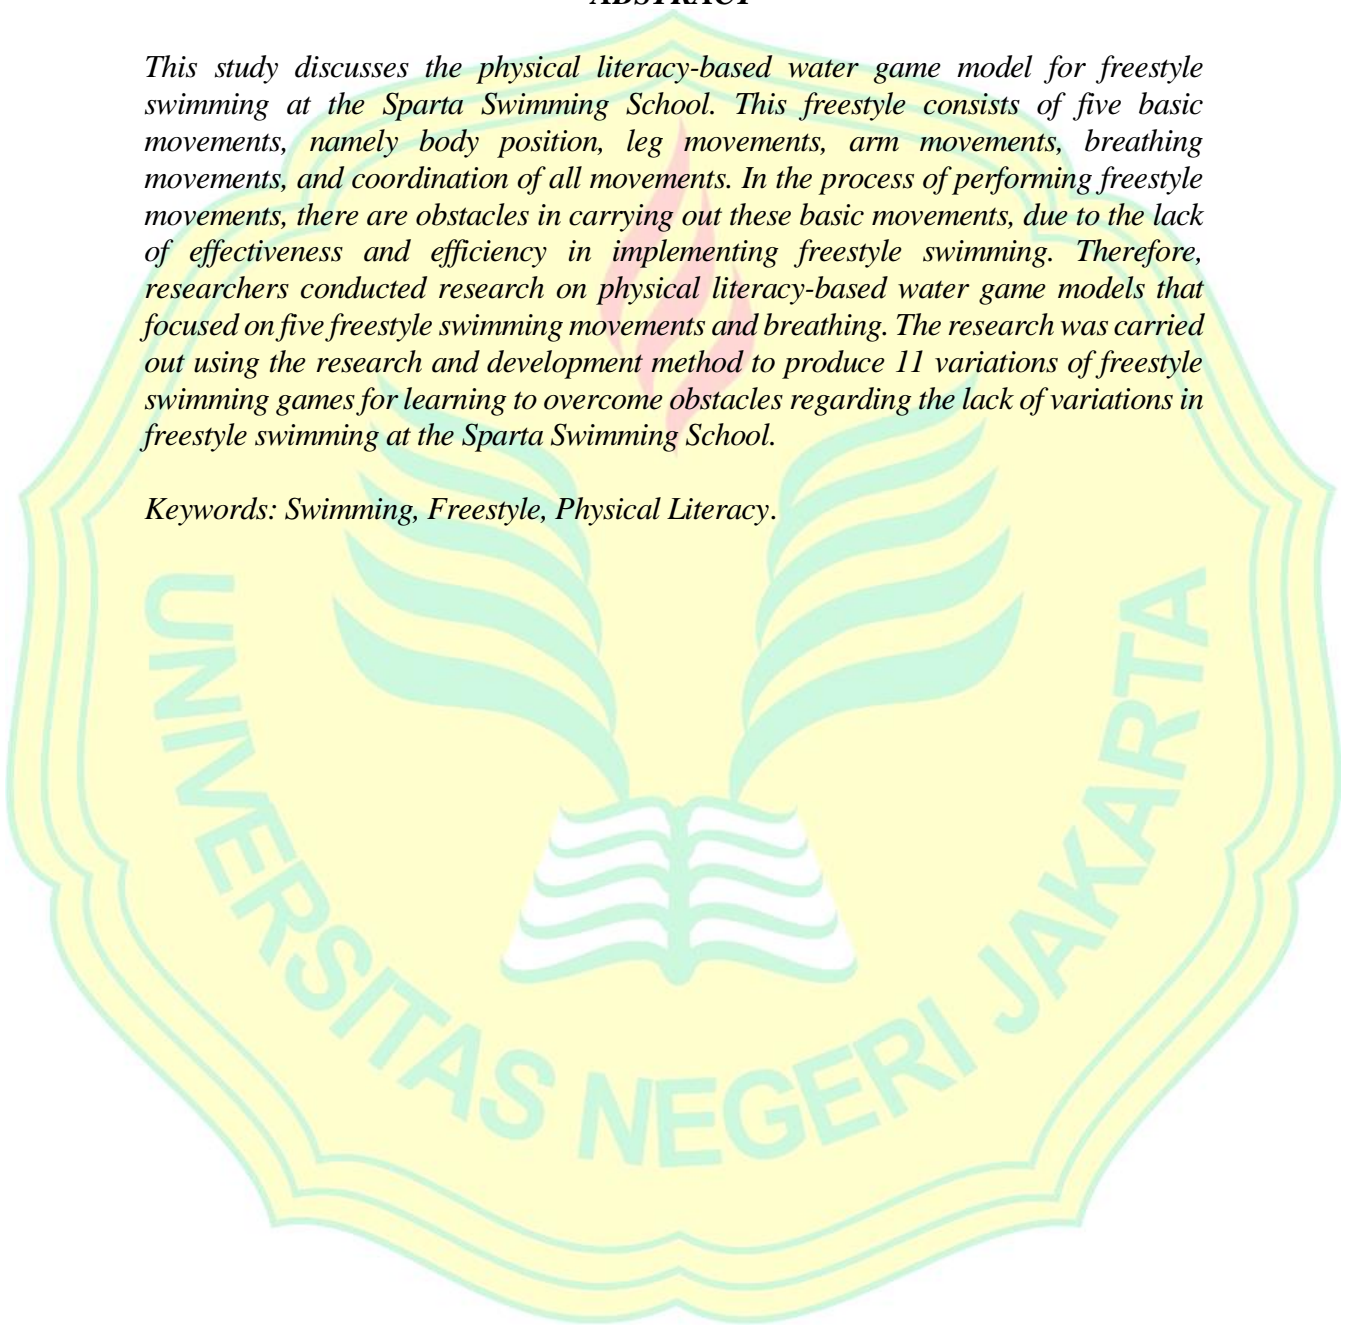 ABSTRACT
This study discusses the physical literacy-based water game model for freestyle
swimming at the Sparta Swimming School. This freestyle consists of five basic
movements, namely body position, leg movements, arm movements, breathing
movements, and coordination of all movements. In the process of performing freestyle
movements, there are obstacles in carrying out these basic movements, due to the lack
of effectiveness and efficiency in implementing freestyle swimming. Therefore,
researchers conducted research on physical literacy-based water game models that
focused on five freestyle swimming movements and breathing. The research was carried
out using the research and development method to produce 11 variations of freestyle
swimming games for learning to overcome obstacles regarding the lack of variations in
freestyle swimming at the Sparta Swimming School.
Keywords: Swimming, Freestyle, Physical Literacy.
UNIVERSITAS NEGERI JAKARTA